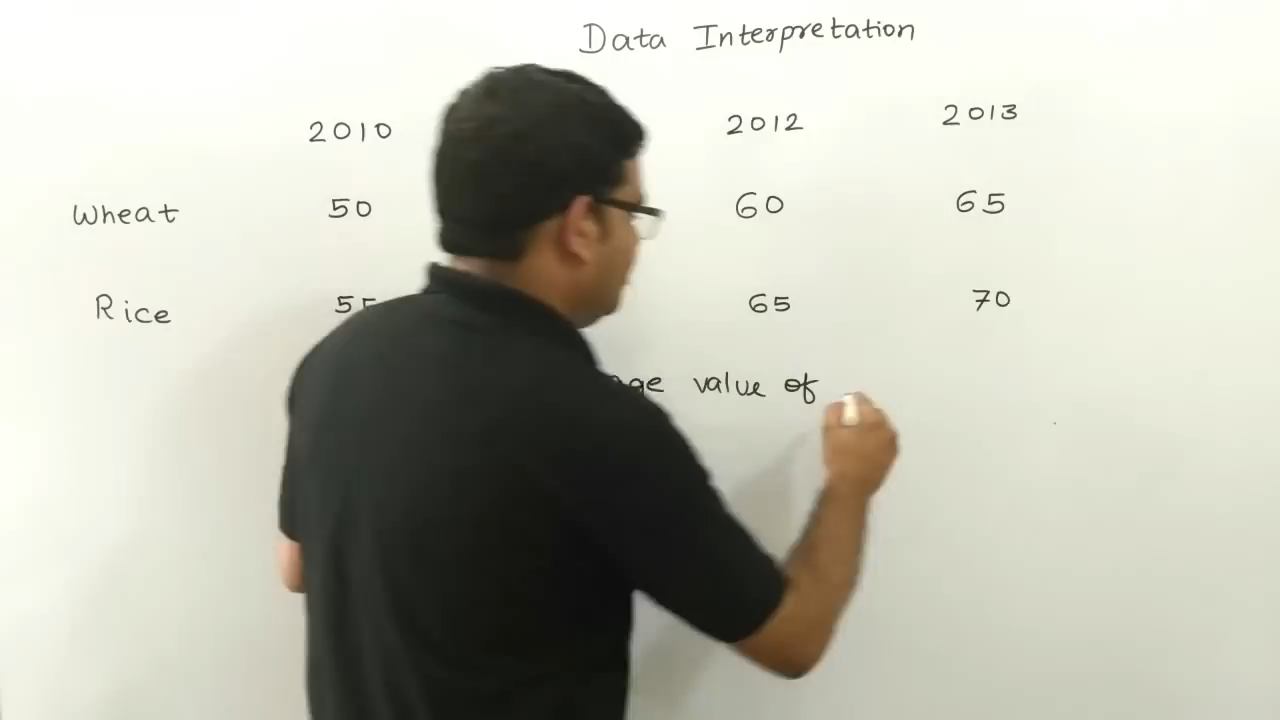 Data Interpretation
2010 2012 2013
Wheat 50 60 65
Rice 55 65 70
value of